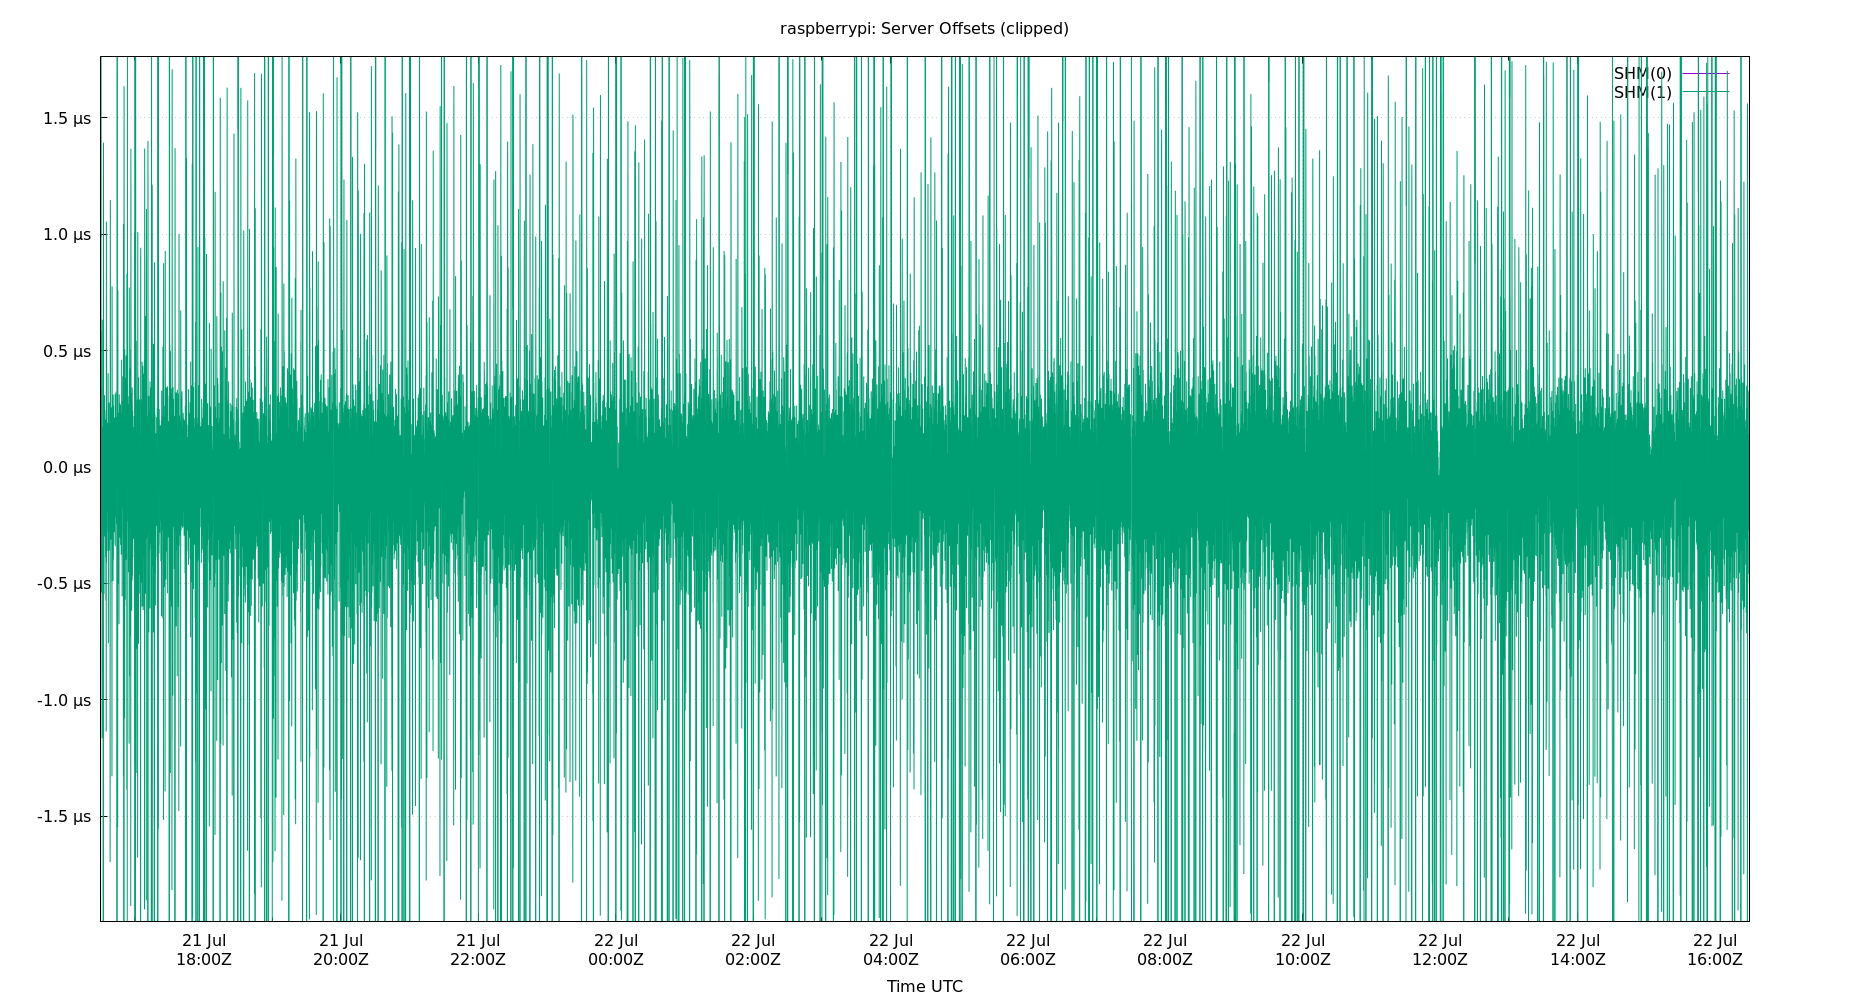 raspberrypi: Server Offsets (clipped)
SHM(0)
SHM(1)
1.5 µs
1.0 µs
0.5 µs
0.0 µs
-0.5 µs
-1.0 µs
-1.5 µs
21 Jul 21 Jul 21 Jul 22 Jul 22 Jul 22 Jul 22 Jul 22 Jul 22 Jul 22 Jul 22 Jul 22 Jul
18:00Z 20:00Z 22:00Z 00:00Z 02:00Z 04:00Z 06:00Z 08:00Z 10:00Z 12:00Z 14:00Z 16:00Z
Time UTC